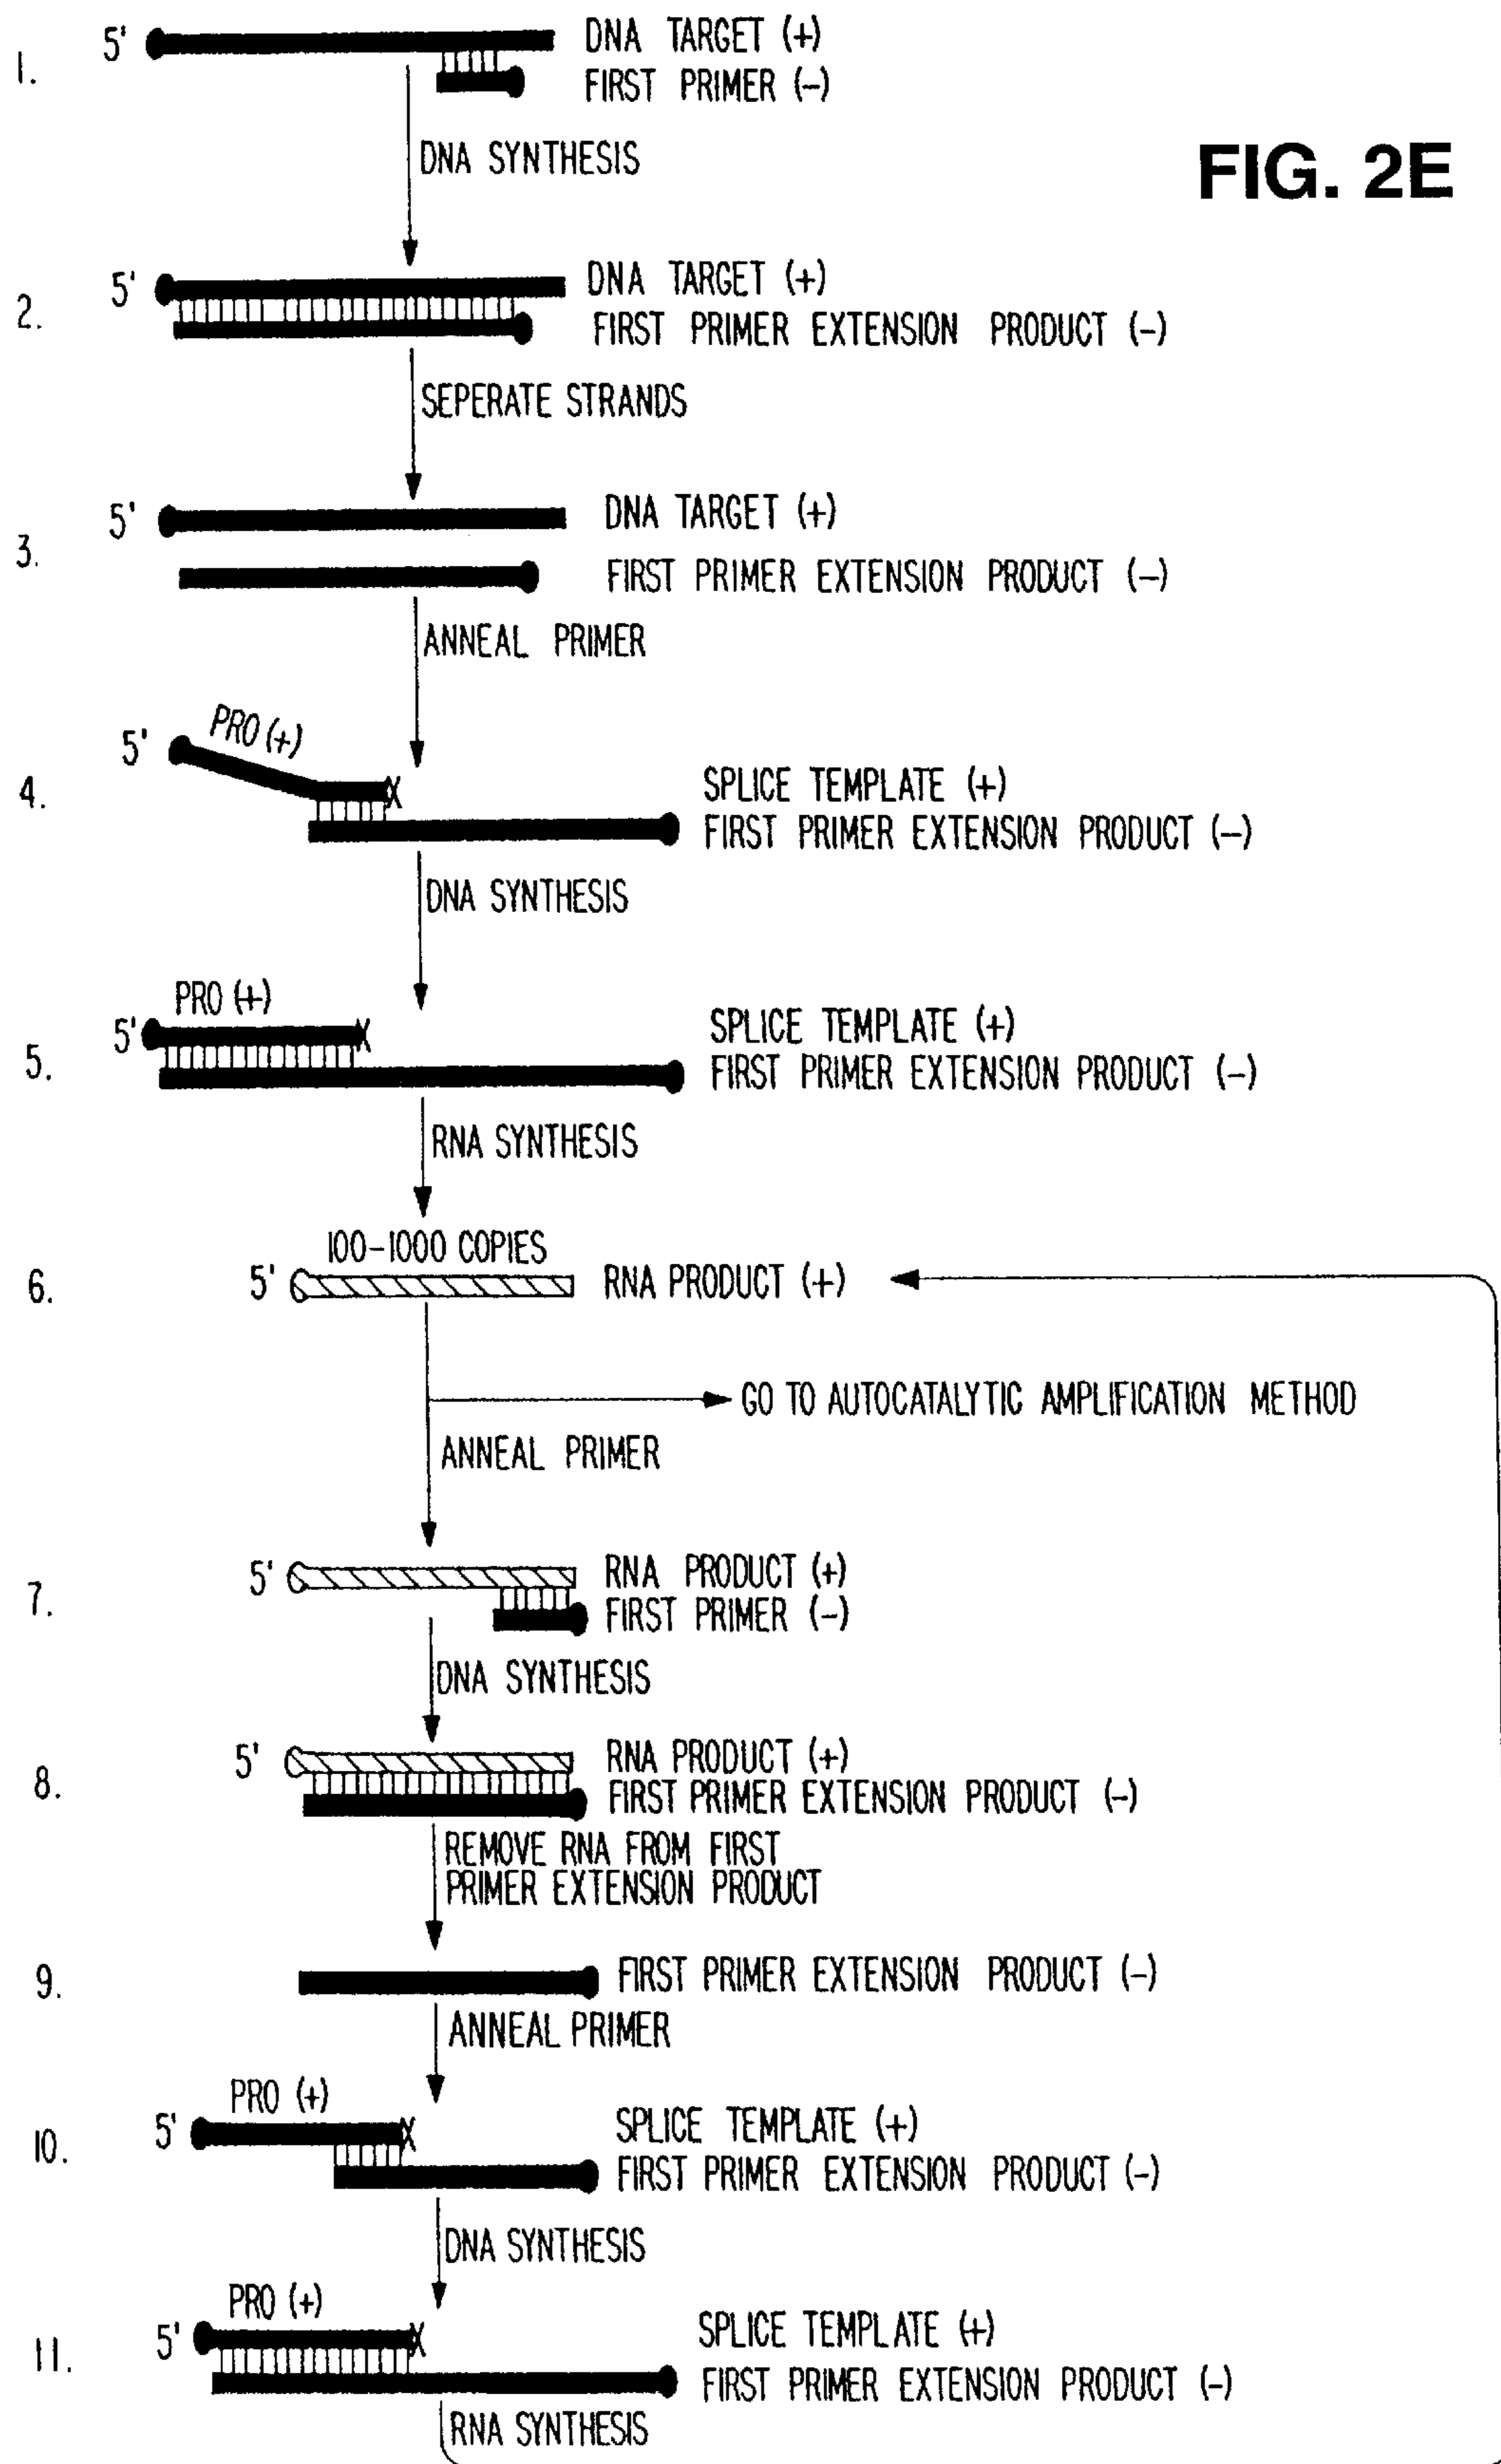 1.
5' DNA TARGET (+)
FIRST PRIMER (-)
DNA SYNTHESIS
FIG. 2E
2.
5' DNA TARGET (+)
FIRST PRIMER EXTENSION PRODUCT (-)
SEPERATE STRANDS
3.
5' DNA TARGET (+)
FIRST PRIMER EXTENSION PRODUCT (-)
ANNEAL PRIMER
4.
5' PRO (+)
X SPLICE TEMPLATE (+)
FIRST PRIMER EXTENSION PRODUCT (-)
DNA SYNTHESIS
5.
PRO (+)
5' X SPLICE TEMPLATE (+)
FIRST PRIMER EXTENSION PRODUCT (-)
RNA SYNTHESIS
100-1000 COPIES
6. 5' RNA PRODUCT (+)
GO TO AUTOCATALYTIC AMPLIFICATION METHOD
ANNEAL PRIMER
7.
5' RNA PRODUCT (+)
FIRST PRIMER (-)
DNA SYNTHESIS
8.
5' RNA PRODUCT (+)
FIRST PRIMER EXTENSION PRODUCT (-)
REMOVE RNA FROM FIRST
PRIMER EXTENSION PRODUCT
9. FIRST PRIMER EXTENSION PRODUCT (-)
ANNEAL PRIMER
10.
PRO (+)
5' X SPLICE TEMPLATE (+)
FIRST PRIMER EXTENSION PRODUCT (-)
DNA SYNTHESIS
11.
PRO (+)
5' X SPLICE TEMPLATE (+)
FIRST PRIMER EXTENSION PRODUCT (-)
RNA SYNTHESIS